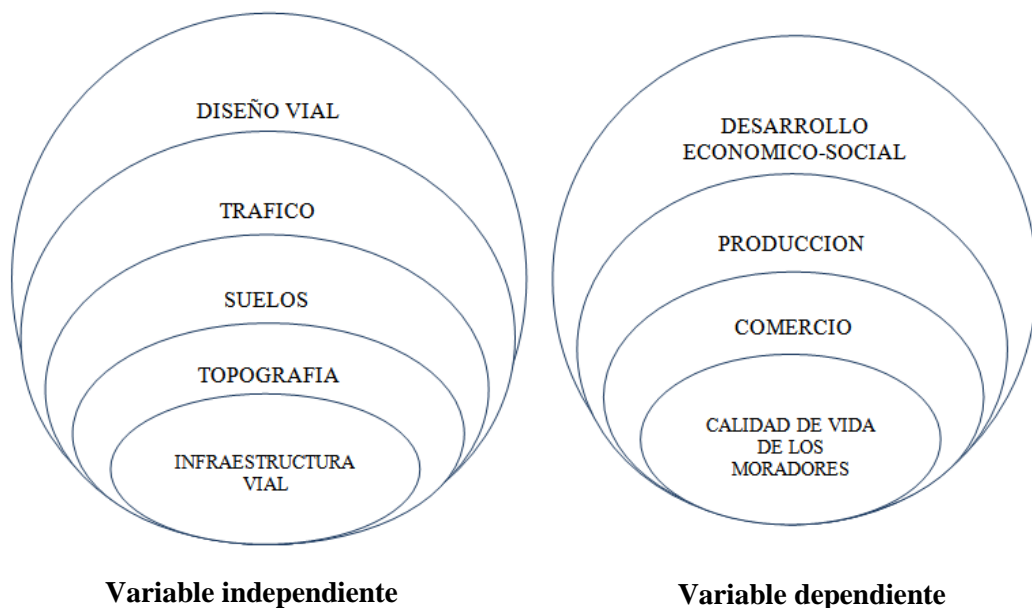 DISEÑO VIAL
TRAFICO
SUELOS
TOPOGRAFIA
INFRAESTRUCTURA
VIAL
Variable independiente
DESARROLLO
ECONOMICO-SOCIAL
PRODUCCION
COMERCIO
CALIDAD DE VIDA
DE LOS
MORADORES
Variable dependiente